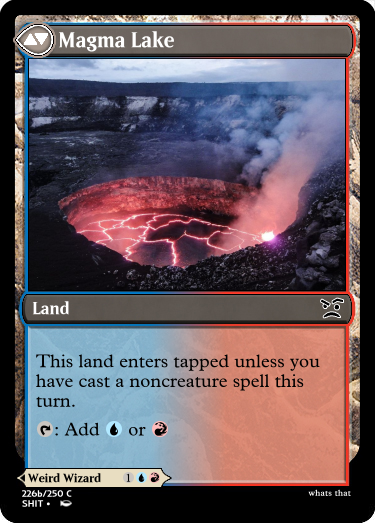 Magma Lake
Land
This land enters tapped unless you
have cast a noncreature spell this
turn.
: Add or
Weird Wizard 1
226b/250 C
SHIT •
whats that